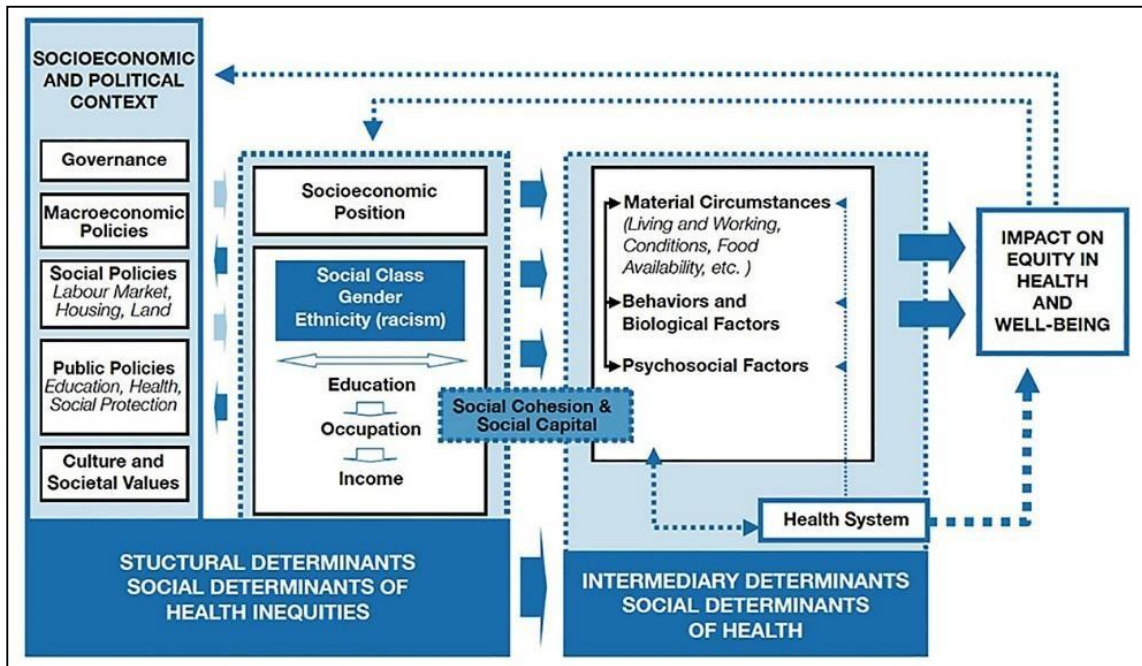 SOCIOECONOMIC
AND POLITICAL
CONTEXT
Governance
Macroeconomic
Policies
Social Policies
Labour Market,
Housing, Land
Public Policies
Education, Health,
Social Protection
Culture and
Societal Values
Socioeconomic
Position
Social Class
Gender
Ethnicity (racism)
Education
Occupation
Income
Social Cohesion &
Social Capital
Material Circumstances
(Living and Working,
Conditions, Food
Availability, etc. )
Behaviors and
Biological Factors
Psychosocial Factors
Health System
IMPACT ON
EQUITY IN
HEALTH
AND
WELL-BEING
STUCTURAL DETERMINANTS
SOCIAL DETERMINANTS OF
HEALTH INEQUITIES
INTERMEDIARY DETERMINANTS
SOCIAL DETERMINANTS
OF HEALTH